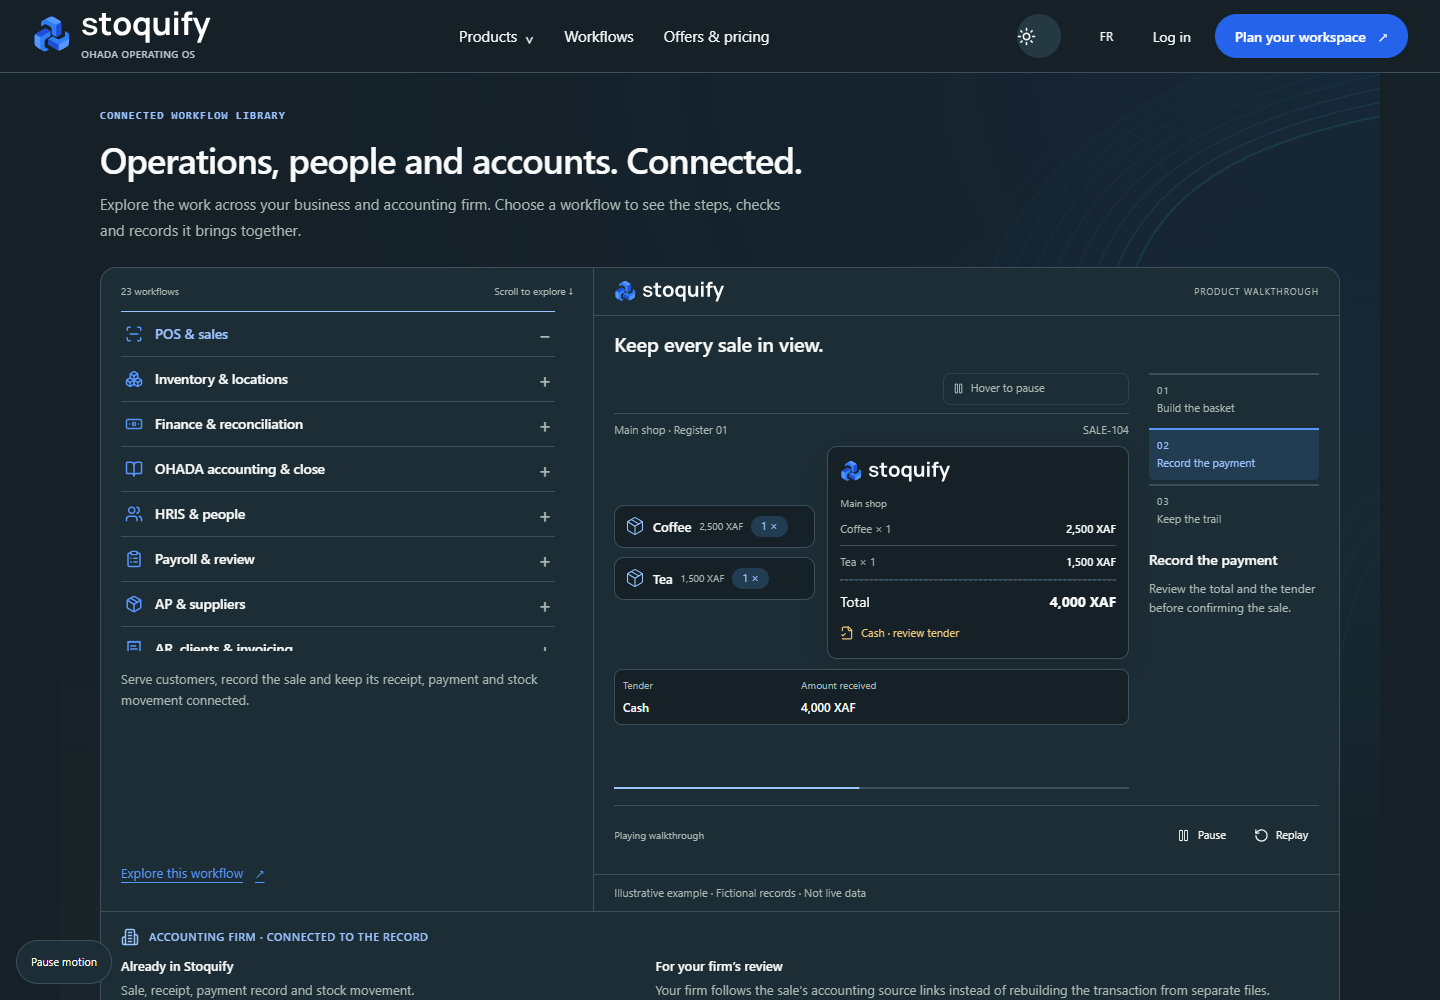 stoquify
OHADA OPERATING OS
Products
Workflows
Offers & pricing
FR
Log in
Plan your workspace ↗
CONNECTED WORKFLOW LIBRARY
Operations, people and accounts. Connected.
Explore the work across your business and accounting firm. Choose a workflow to see the steps, checks
and records it brings together.
23 workflows
Scroll to explore ↓
POS & sales −
Inventory & locations +
Finance & reconciliation +
OHADA accounting & close +
HRIS & people +
Payroll & review +
AP & suppliers +
AR, clients & invoicing +
Serve customers, record the sale and keep its receipt, payment and stock
movement connected.
Explore this workflow ↗
stoquify
PRODUCT WALKTHROUGH
Keep every sale in view.
Hover to pause
Main shop · Register 01
SALE-104
Coffee 2,500 XAF 1 ×
Tea 1,500 XAF 1 ×
stoquify
Main shop
Coffee × 1 2,500 XAF
Tea × 1 1,500 XAF
Total 4,000 XAF
Cash · review tender
Tender
Cash
Amount received
4,000 XAF
01
Build the basket
02
Record the payment
03
Keep the trail
Record the payment
Review the total and the tender
before confirming the sale.
Playing walkthrough
Pause
Replay
Illustrative example · Fictional records · Not live data
ACCOUNTING FIRM · CONNECTED TO THE RECORD
Already in Stoquify
Sale, receipt, payment record and stock movement.
For your firm's review
Your firm follows the sale's accounting source links instead of rebuilding the transaction from separate files.
Pause motion